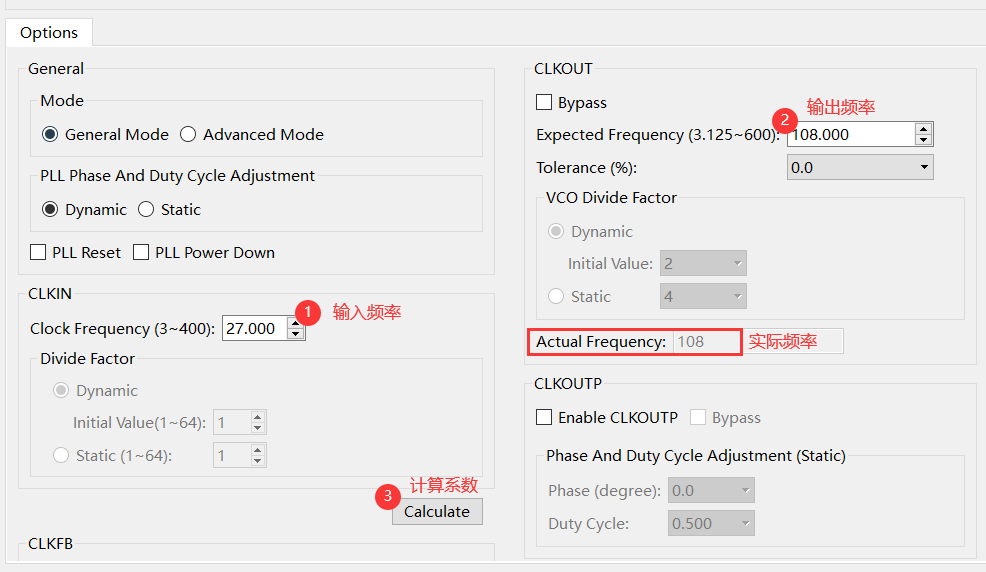 Options
General
Mode
General Mode
Advanced Mode
PLL Phase And Duty Cycle Adjustment
Dynamic
Static
PLL Reset
PLL Power Down
CLKIN
1 输入频率
Clock Frequency (3~400): 27.000
Divide Factor
Dynamic
Initial Value(1~64): 1
Static (1~64): 1
3 计算系数
Calculate
CLKFB
CLKOUT
Bypass
2 输出频率
Expected Frequency (3.125~600): 108.000
Tolerance (%): 0.0
VCO Divide Factor
Dynamic
Initial Value: 2
Static 4
Actual Frequency: 108 实际频率
CLKOUTP
Enable CLKOUTP
Bypass
Phase And Duty Cycle Adjustment (Static)
Phase (degree): 0.0
Duty Cycle: 0.500